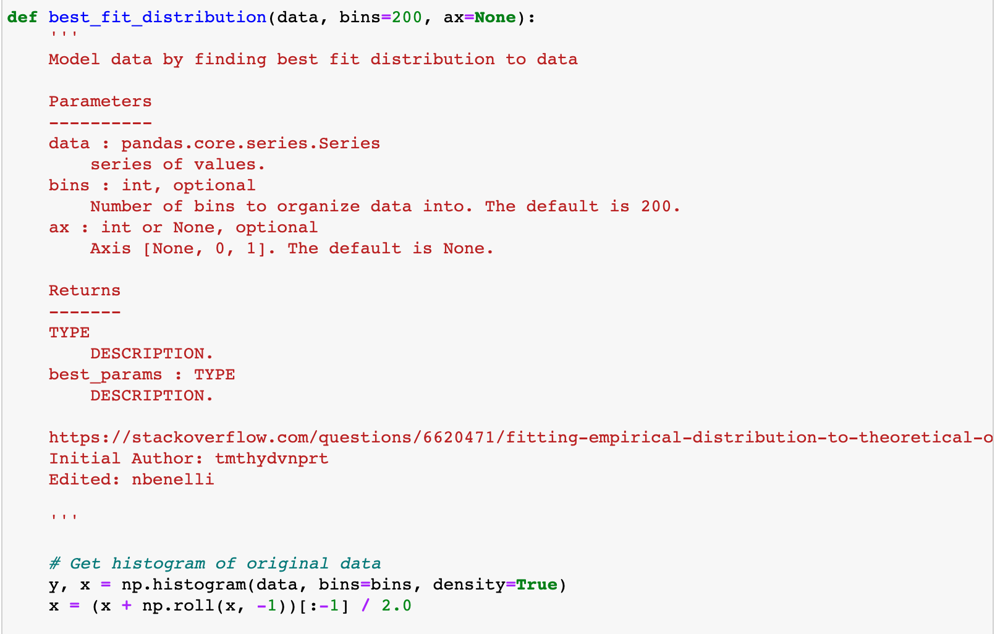 def best_fit_distribution(data, bins=200, ax=None):
'''
Model data by finding best fit distribution to data
Parameters
----------
data : pandas.core.series.Series
series of values.
bins : int, optional
Number of bins to organize data into. The default is 200.
ax : int or None, optional
Axis [None, 0, 1]. The default is None.
Returns
-------
TYPE
DESCRIPTION.
best_params : TYPE
DESCRIPTION.
https://stackoverflow.com/questions/6620471/fitting-empirical-distribution-to-theoretical-o
Initial Author: tmthydvnprt
Edited: nbenelli
'''
# Get histogram of original data
y, x = np.histogram(data, bins=bins, density=True)
x = (x + np.roll(x, -1))[:-1] / 2.0